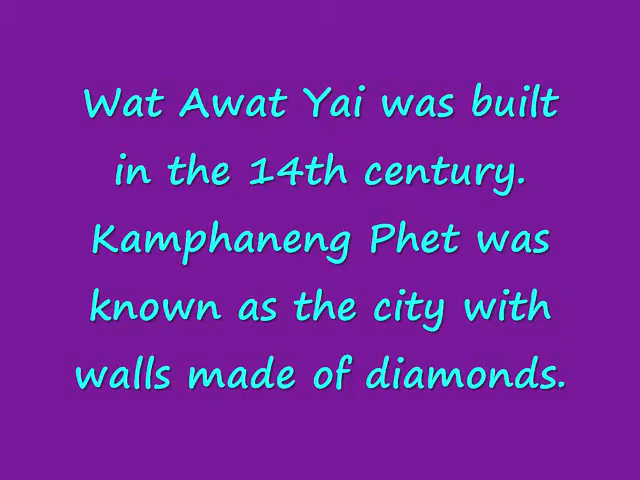 Wat Awat Yai was built
in the 14th century.
Kamphaneng Phet was
known as the city with
walls made of diamonds.